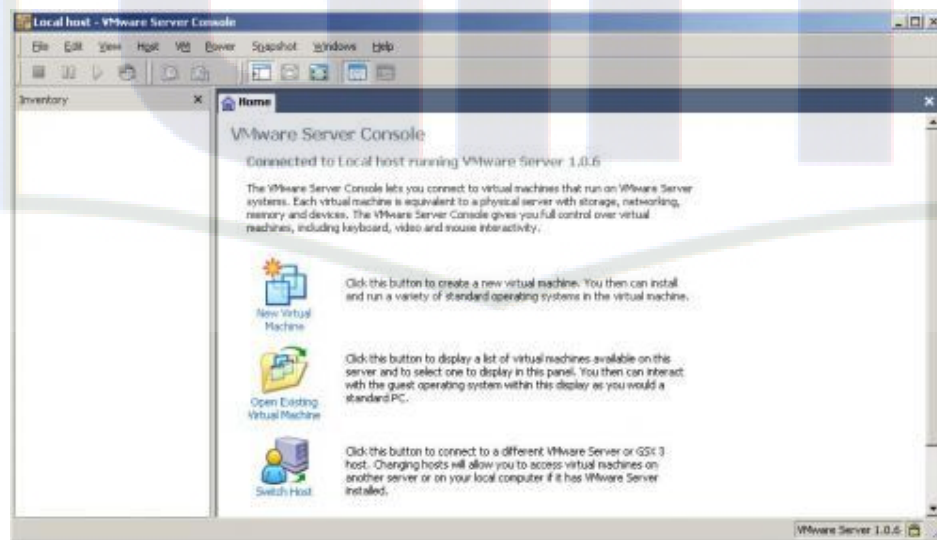 Local host - VMware Server Console
File Edit View Host VM Power Snapshot Windows Help
Inventory
Home
VMware Server Console
Connected to Local host running VMware Server 1.0.6
The VMware Server Console lets you connect to virtual machines that run on VMware Server
systems. Each virtual machine is equivalent to a physical server with storage, networking,
memory and devices. The VMware Server Console gives you full control over virtual
machines, including keyboard, video and mouse interactivity.
New Virtual
Machine
Click this button to create a new virtual machine. You then can install
and run a variety of standard operating systems in the virtual machine.
Open Existing
Virtual Machine
Click this button to display a list of virtual machines available on this
server and to select one to display in this panel. You then can interact
with the guest operating system within this display as you would a
standard PC.
Switch Host
Click this button to connect to a different VMware Server or GSX 3
host. Changing hosts will allow you to access virtual machines on
another server or on your local computer if it has VMware Server
installed.
VMware Server 1.0.6